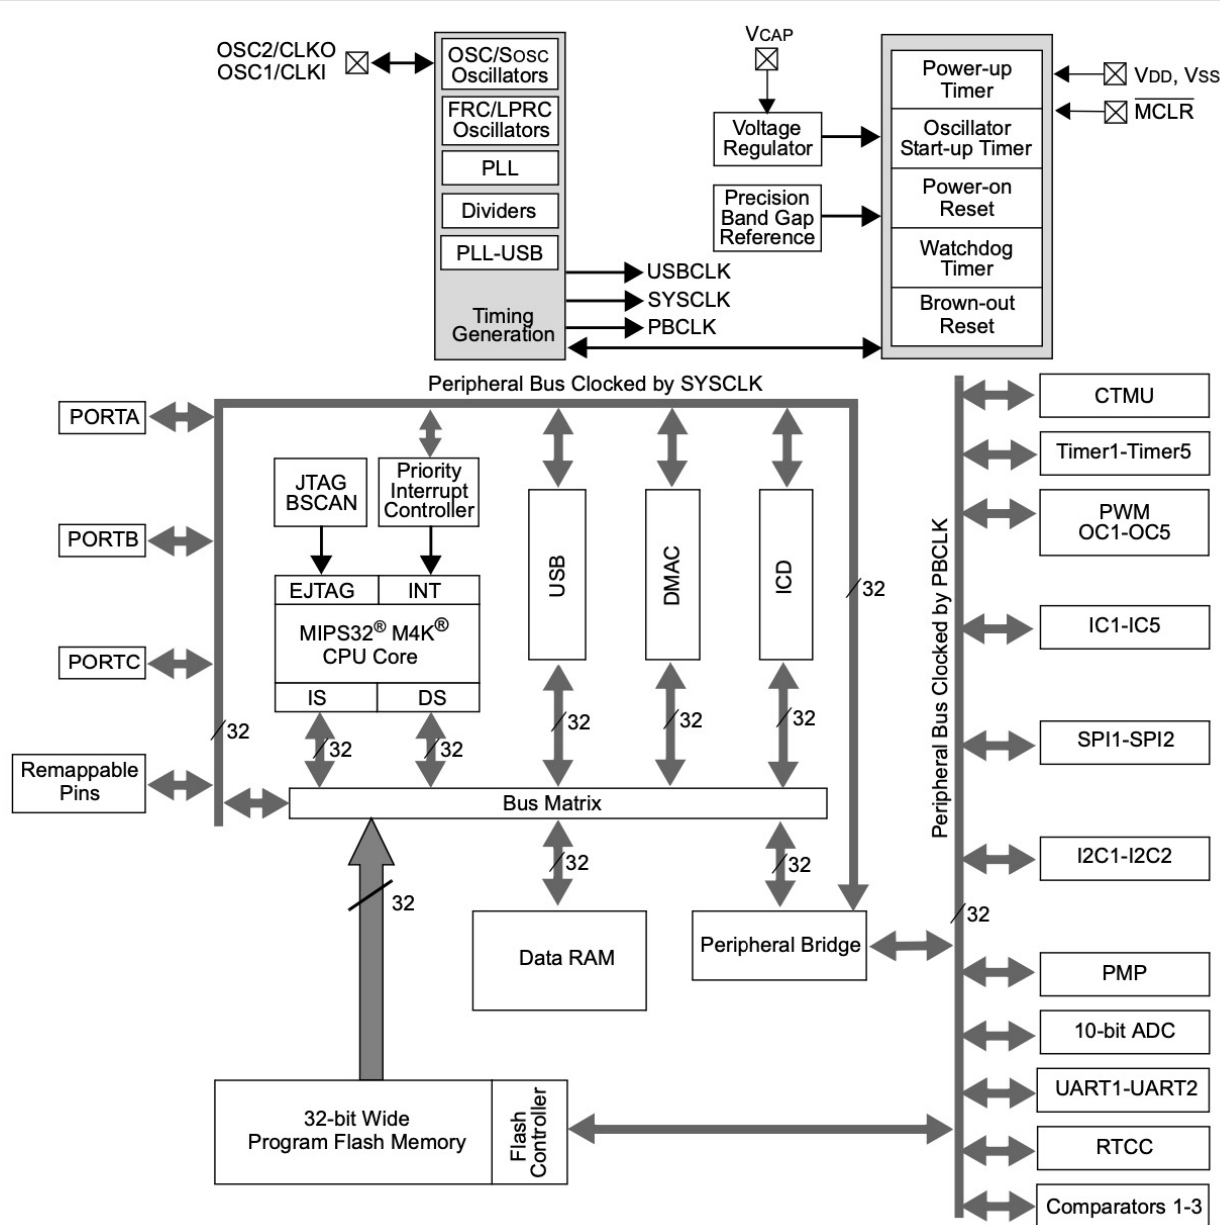 OSC2/CLKO
OSC1/CLKI
OSC/SOSC
Oscillators
FRC/LPRC
Oscillators
PLL
Dividers
PLL-USB
Timing
Generation
USBCLK
SYSCLK
PBCLK
VCAP
Voltage
Regulator
Precision
Band Gap
Reference
Power-up
Timer
Oscillator
Start-up Timer
Power-on
Reset
Watchdog
Timer
Brown-out
Reset
VDD, VSS
MCLR
Peripheral Bus Clocked by SYSCLK
PORTA
PORTB
PORTC
Remappable
Pins
32
JTAG
BSCAN
Priority
Interrupt
Controller
EJTAG
INT
MIPS32® M4K®
CPU Core
IS
DS
32
32
USB
32
DMAC
32
ICD
32
32
Bus Matrix
32
32
32
Data RAM
Peripheral Bridge
32-bit Wide
Program Flash Memory
Flash
Controller
Peripheral Bus Clocked by PBCLK
32
CTMU
Timer1-Timer5
PWM
OC1-OC5
IC1-IC5
SPI1-SPI2
I2C1-I2C2
PMP
10-bit ADC
UART1-UART2
RTCC
Comparators 1-3